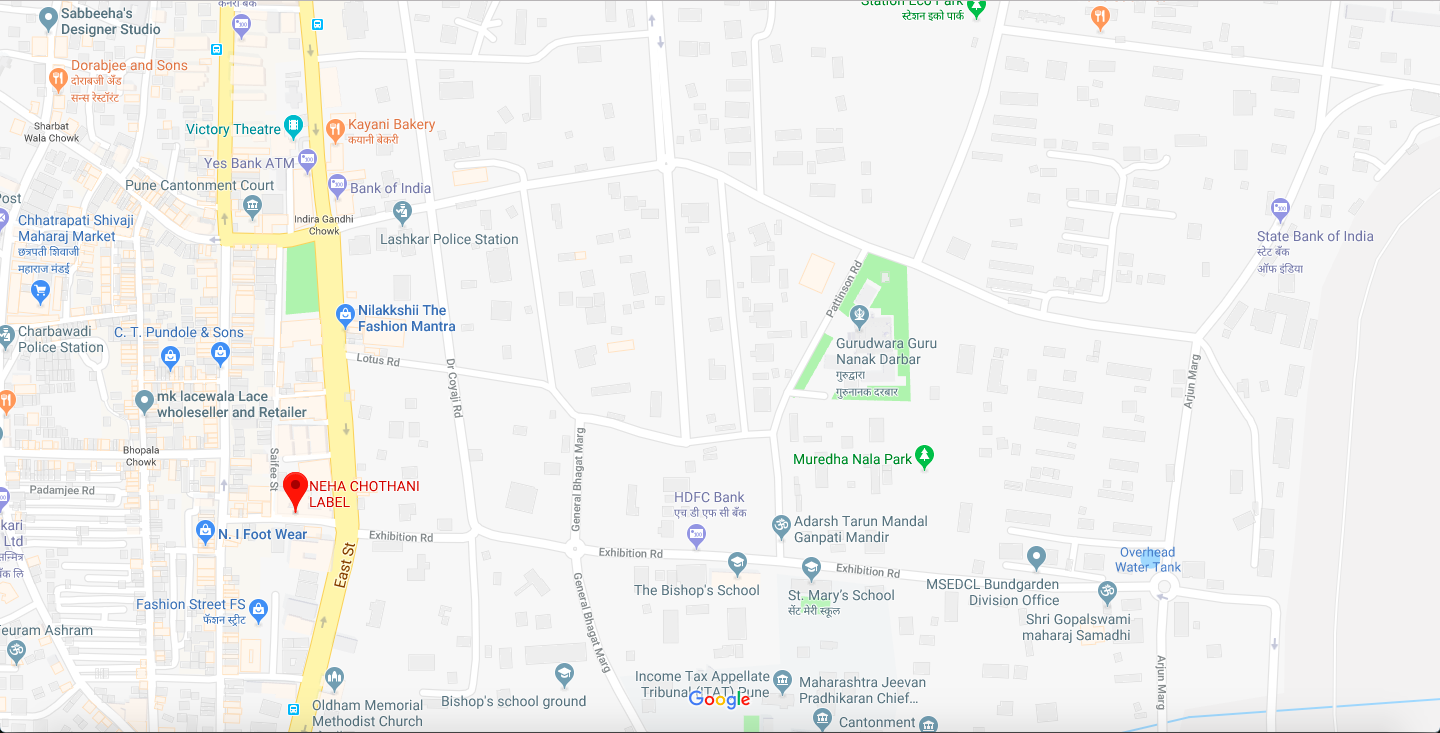 कॅनरा बँक
Station Eco Park
स्टेशन इको पार्क
Sabbeeha's
Designer Studio
Dorabjee and Sons
दोराबजी अँड
सन्स रेस्टॉरंट
Sharbat
Wala Chowk
Victory Theatre
Kayani Bakery
कयानी बेकरी
Yes Bank ATM
Bank of India
Pune Cantonment Court
Post
Chhatrapati Shivaji
Maharaj Market
छत्रपती शिवाजी
महाराज मंडई
Indira Gandhi
Chowk
Lashkar Police Station
State Bank of India
स्टेट बँक
ऑफ इंडिया
Pattinson Rd
Nilakkshii The
Fashion Mantra
Charbawadi
Police Station
C. T. Pundole & Sons
Gurudwara Guru
Nanak Darbar
गुरुद्वारा
गुरुनानक दरबार
Lotus Rd
Dr Coyaji Rd
Arjun Marg
mk lacewala Lace
wholeseller and Retailer
Bhopala
Chowk
Saifee St
General Bhagat Marg
Muredha Nala Park
Padamjee Rd
NEHA CHOTHANI
LABEL
HDFC Bank
एच डी एफ सी बँक
kari
Ltd
N. I Foot Wear
Exhibition Rd
Adarsh Tarun Mandal
Ganpati Mandir
Exhibition Rd
East St
The Bishop's School
Exhibition Rd
St. Mary's School
सेंट मेरी स्कूल
Overhead
Water Tank
MSEDCL Bundgarden
Division Office
Fashion Street FS
फॅशन स्ट्रीट
General Bhagat Marg
Shri Gopalswami
maharaj Samadhi
euram Ashram
Arjun Marg
Oldham Memorial
Methodist Church
Bishop's school ground
Income Tax Appellate
Tribunal (ITAT) Pune
Google
Maharashtra Jeevan
Pradhikaran Chief...
Cantonment